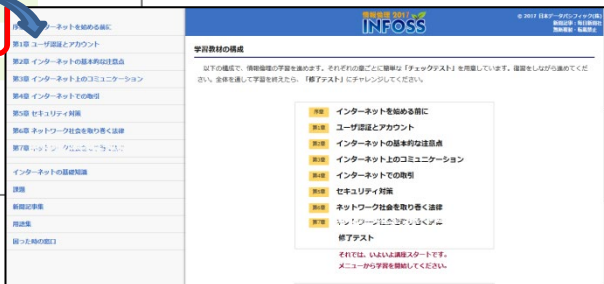 情報倫理 2017
INFOSS
© 2017 日本データパシフィック(株)
新聞記事：毎日新聞社
無断複製・転載禁止
ターネットを始める前に
第1章 ユーザ認証とアカウント
第2章 インターネットの基本的な注意点
第3章 インターネット上のコミュニケーション
第4章 インターネットでの取引
第5章 セキュリティ対策
第6章 ネットワーク社会を取り巻く法律
第7章
インターネットの基礎知識
課題
新聞記事集
用語集
困った時の窓口
学習教材の構成
以下の構成で、情報倫理の学習を進めます。それぞれの章ごとに簡単な「チェックテスト」を用意しています。復習をしながら進めてくだ
さい。全体を通して学習を終えたら、「修了テスト」にチャレンジしてください。
序章 インターネットを始める前に
第1章 ユーザ認証とアカウント
第2章 インターネットの基本的な注意点
第3章 インターネット上のコミュニケーション
第4章 インターネットでの取引
第5章 セキュリティ対策
第6章 ネットワーク社会を取り巻く法律
第7章
修了テスト
それでは、いよいよ講座スタートです。
メニューから学習を開始してください。